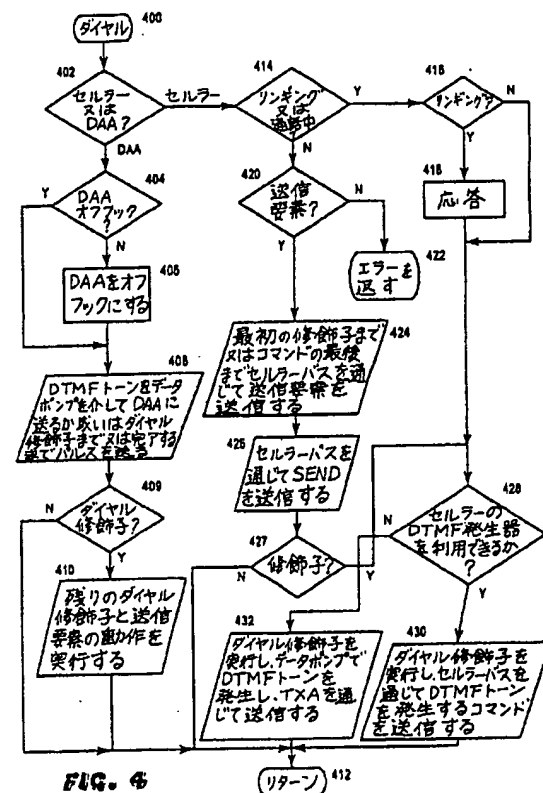 ダイヤル
400
402
セルラー
又は
DAA?
セルラー
DAA
414
リンギング
又は
通話中
Y
N
416
リンギング?
N
Y
418
応答
404
DAA
オフフック
?
Y
N
406
DAAをオフ
フックにする
420
送信
要素?
N
Y
422
エラーを
返す
408
DTMFトーンをデータ
ポンプを介してDAAに
送るか或いはダイヤル
修飾子まで又は完了する
までパルスを送る
424
最初の修飾子まで
又はコマンドの最後
までセルラーバスを通
じて送信要素を
送信する
426
セルラーバスを
通じてSENDを
送信する
409
ダイヤル
修飾子?
N
Y
427
修飾子?
N
Y
428
セルラーの
DTMF発生器
を利用できるか
?
N
Y
410
残りのダイヤル
修飾子と送信
要素の動作を
実行する
432
ダイヤル修飾子を
実行し、データポンプで
DTMFトーンを
発生し、TXAを通
じて送信する
430
ダイヤル修飾子を
実行し、セルラーバスを
通じてDTMFトーン
を発生するコマンド
を送信する
リターン
412
FIG. 4